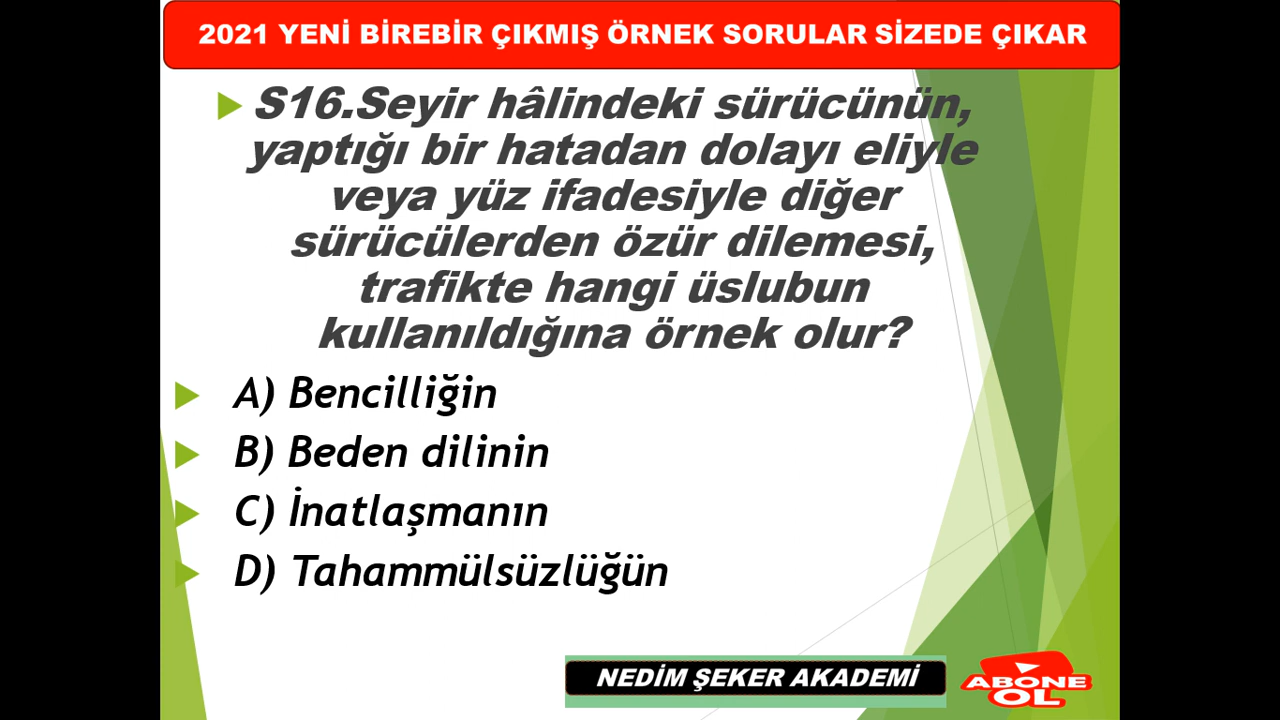 2021 YENİ BİREBİR ÇIKMIŞ ÖRNEK SORULAR SİZEDE ÇIKAR
S16.Seyir hâlindeki sürücünün,
yaptığı bir hatadan dolayı eliyle
veya yüz ifadesiyle diğer
sürücülerden özür dilemesi,
trafikte hangi üslubun
kullanıldığına örnek olur?
A) Bencilliğin
B) Beden dilinin
C) İnatlaşmanın
D) Tahammülsüzlüğün
NEDİM ŞEKER AKADEMİ
ABONE
OL